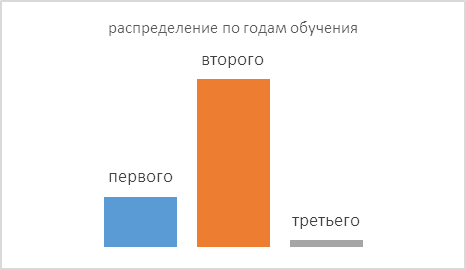 распределение по годам обучения
второго
первого
третьего